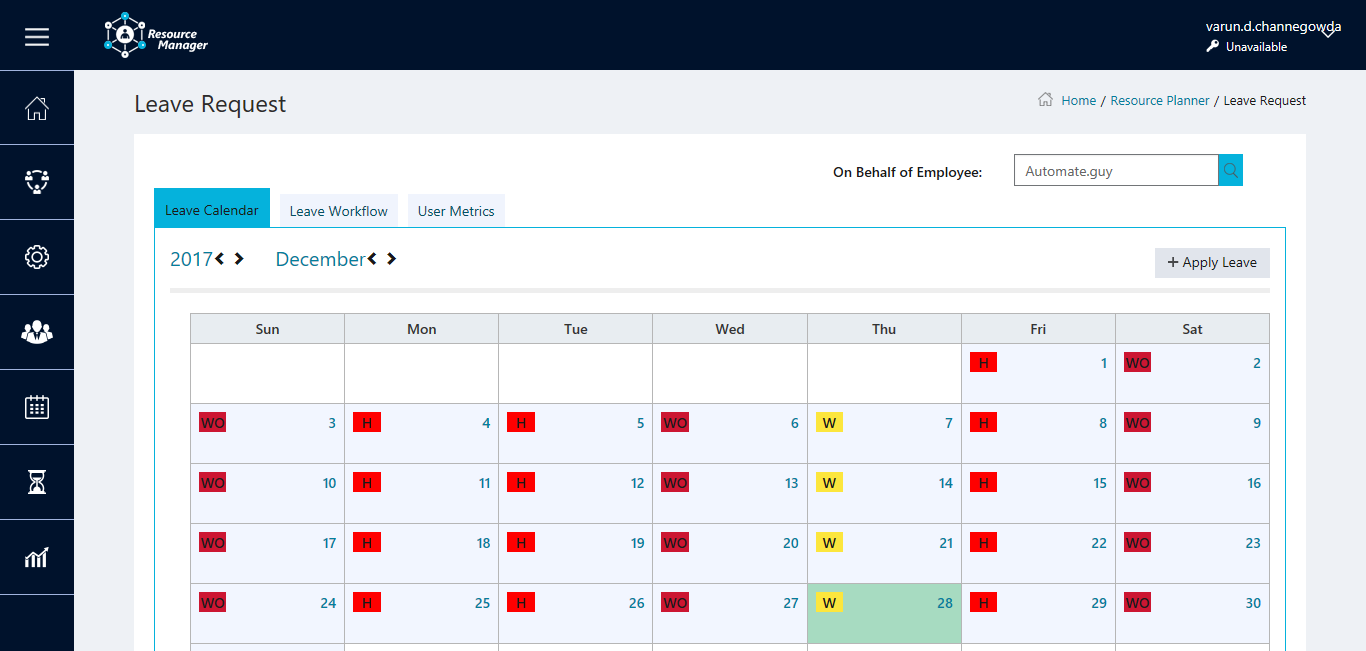 Resource
Manager
varun.d.channegowda
Unavailable
Leave Request
Home / Resource Planner / Leave Request
On Behalf of Employee: Automate.guy
Leave Calendar Leave Workflow User Metrics
2017 December
+ Apply Leave
Sun Mon Tue Wed Thu Fri Sat
H 1 WO 2
WO 3 H 4 H 5 WO 6 W 7 H 8 WO 9
WO 10 H 11 H 12 WO 13 W 14 H 15 WO 16
WO 17 H 18 H 19 WO 20 W 21 H 22 WO 23
WO 24 H 25 H 26 WO 27 W 28 H 29 WO 30